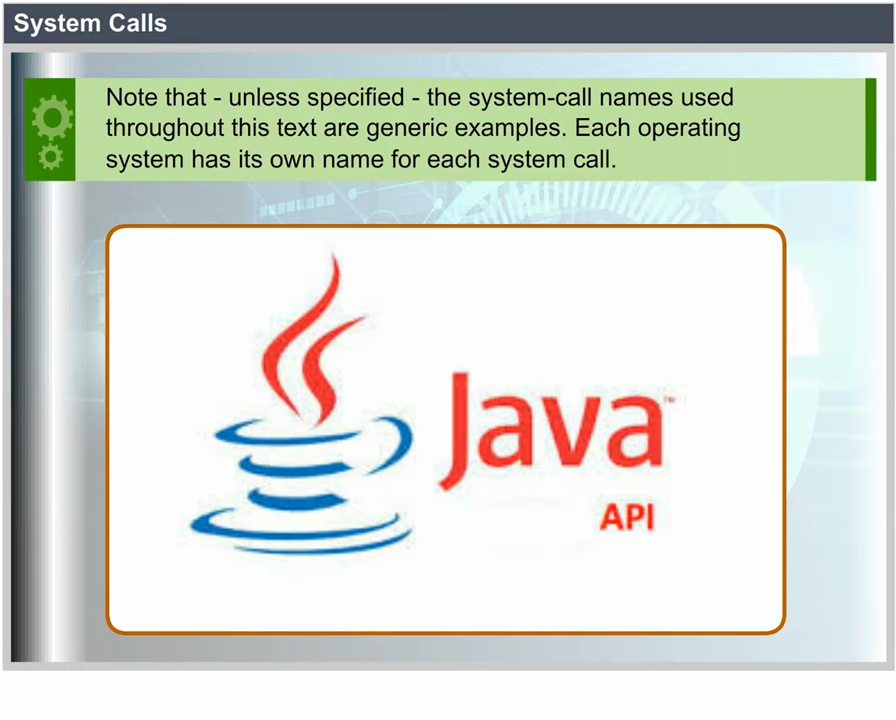 System Calls
Note that - unless specified - the system-call names used
throughout this text are generic examples. Each operating
system has its own name for each system call.
Java™
API